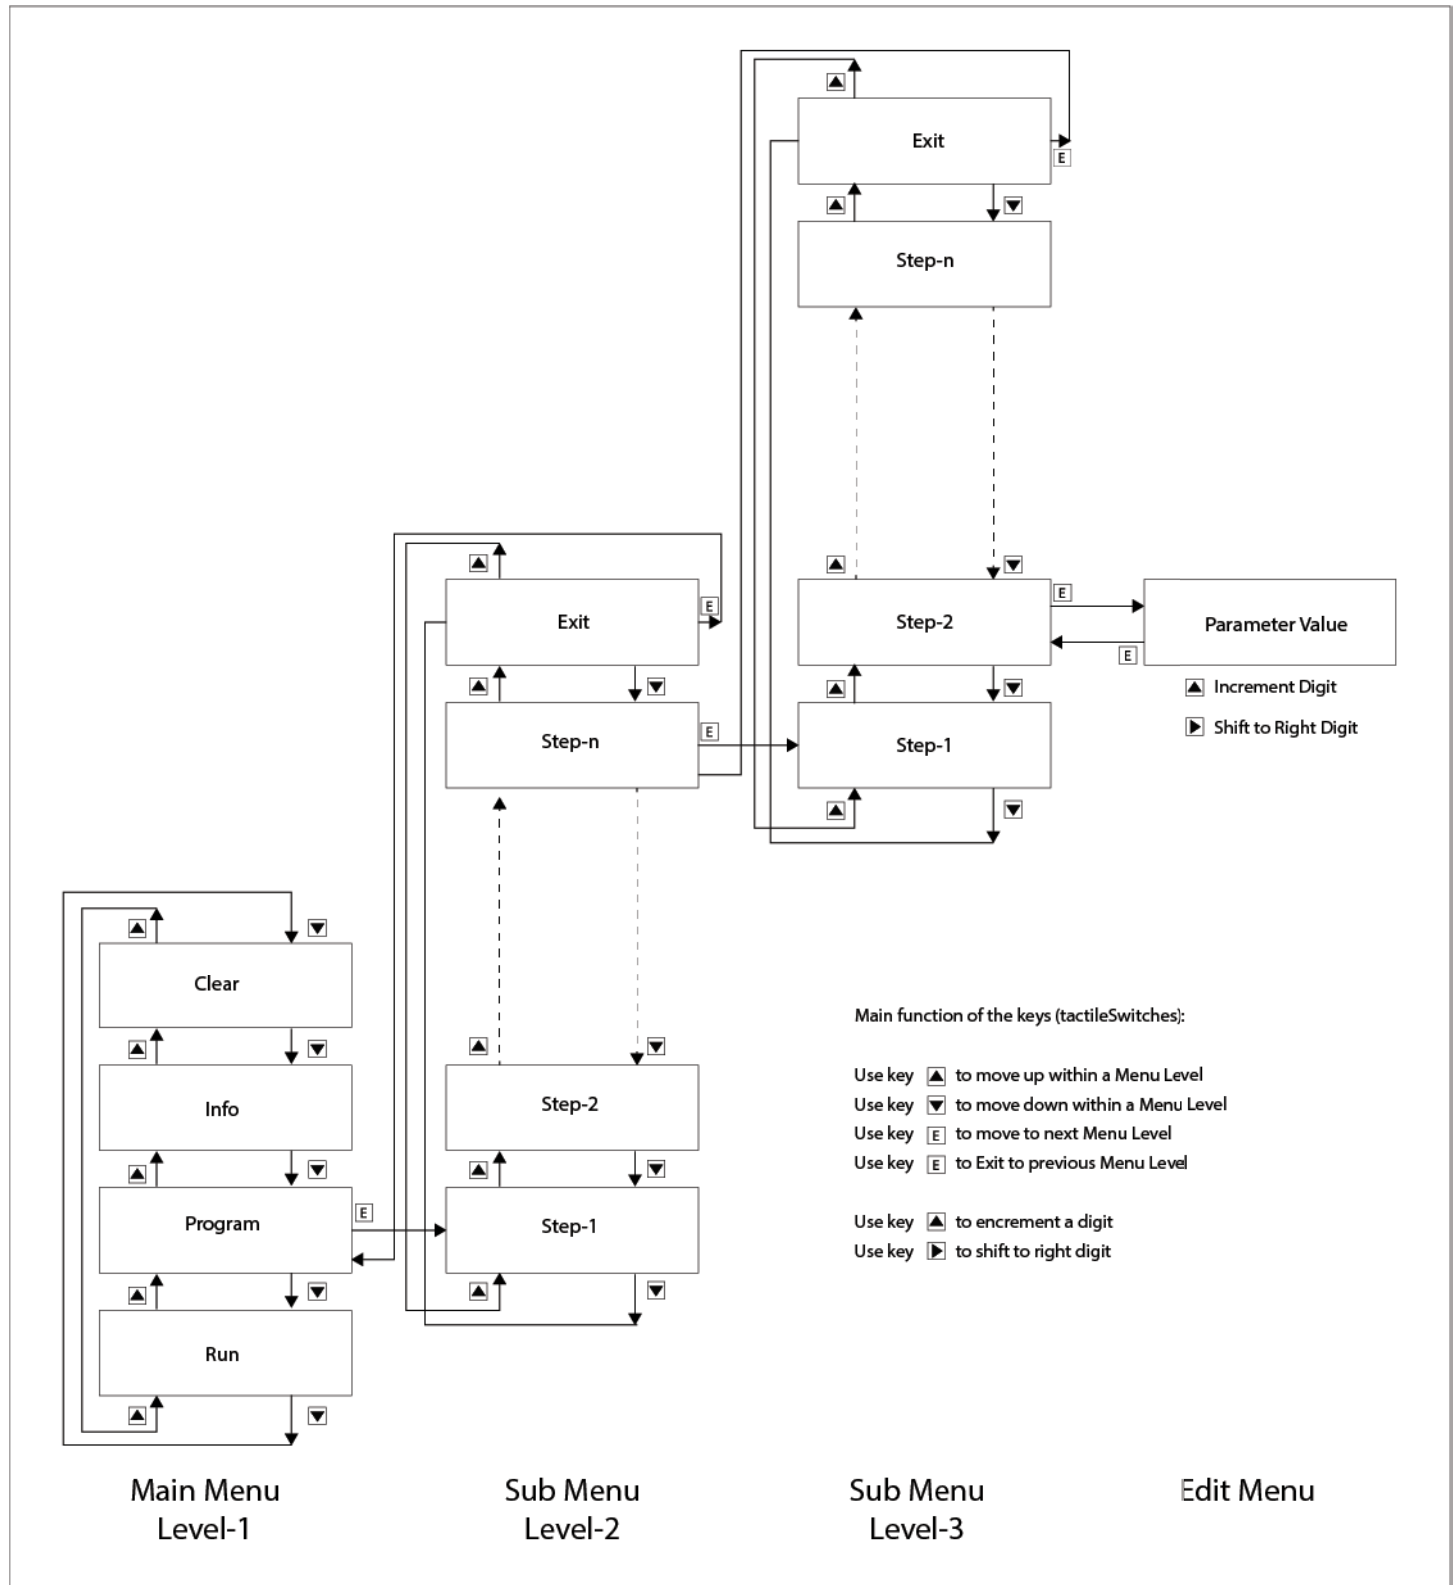 Exit
E
Step-n
Exit
E
Step-2
E
Parameter Value
E
Increment Digit
Step-n
E
Step-1
Shift to Right Digit
Clear
Main function of the keys (tactileSwitches):
Use key to move up within a Menu Level
Info
Step-2
Use key to move down within a Menu Level
Use key E to move to next Menu Level
Use key E to Exit to previous Menu Level
Program
E
Step-1
Use key to encrement a digit
Use key to shift to right digit
Run
Main Menu
Level-1
Sub Menu
Level-2
Sub Menu
Level-3
Edit Menu